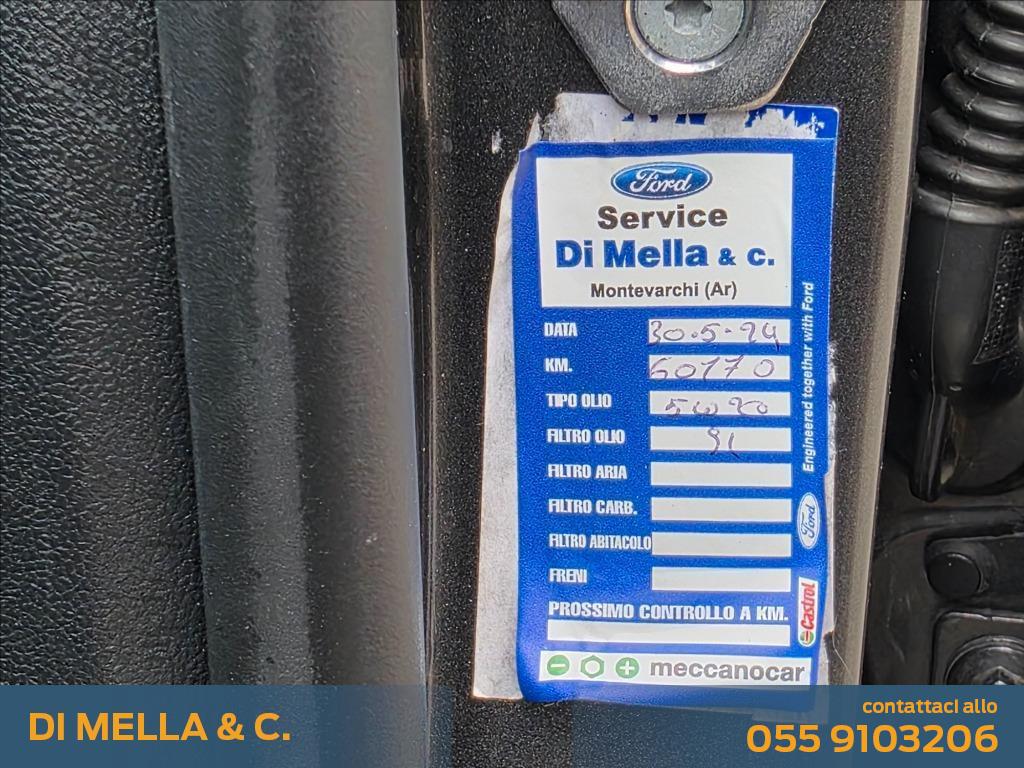 Ford
Service
Di Mella & c.
Montevarchi (Ar)
DATA 30.5.24
KM. 60170
TIPO OLIO 5W20
FILTRO OLIO SI
FILTRO ARIA
FILTRO CARB.
FILTRO ABITACOLO
FRENI
PROSSIMO CONTROLLO A KM.
meccanocar
Engineered together with Ford
Ford
Castrol
DI MELLA & C.
contattaci allo
055 9103206